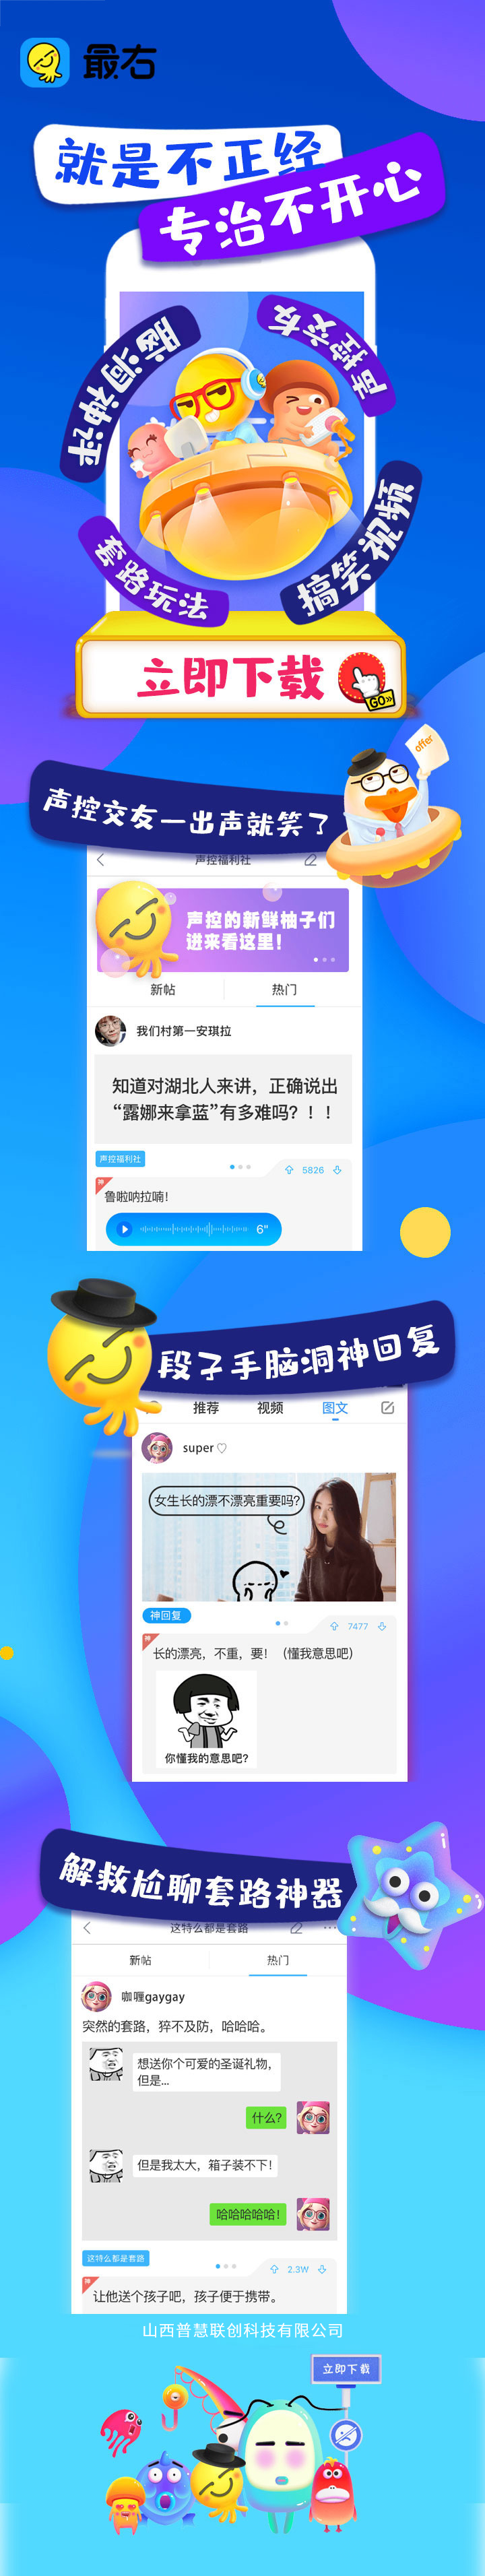 最右
就是不正经
专治不开心
脑洞神评
声控交友
套路玩法
搞笑视频
立即下载
GO»
offer
声控交友一出声就笑了
声控福利社
声控的新鲜柚子们
进来看这里!
新帖
热门
我们村第一安琪拉
知道对湖北人来讲，正确说出
“露娜来拿蓝”有多难吗？！！
声控福利社
5826
神
鲁啦呐拉喃！
6"
段子手脑洞神回复
推荐
视频
图文
super♡
女生长的漂不漂亮重要吗?
神回复
7477
神
长的漂亮，不重，要！（懂我意思吧）
你懂我的意思吧?
解救尬聊套路神器
这特么都是套路
新帖
热门
咖喱gaygay
突然的套路，猝不及防，哈哈哈。
想送你个可爱的圣诞礼物，
但是...
什么?
但是我太大，箱子装不下！
哈哈哈哈哈！
这特么都是套路
2.3W
神
让他送个孩子吧，孩子便于携带。
山西普慧联创科技有限公司
立即下载